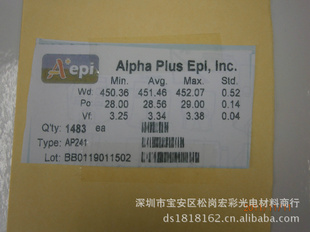 A+epi
Alpha Plus Epi, Inc.
Min. Avg. Max. Std.
Wd 450.36 451.46 452.07 0.52
Po 28.00 28.56 29.00 0.14
Vf 3.25 3.34 3.38 0.04
Q'ty: 1483 ea
Type: AP241
Lot: BB0119011502
深圳市宝安区松岗宏彩光电材料商行
ds1818162.cn.1688.com